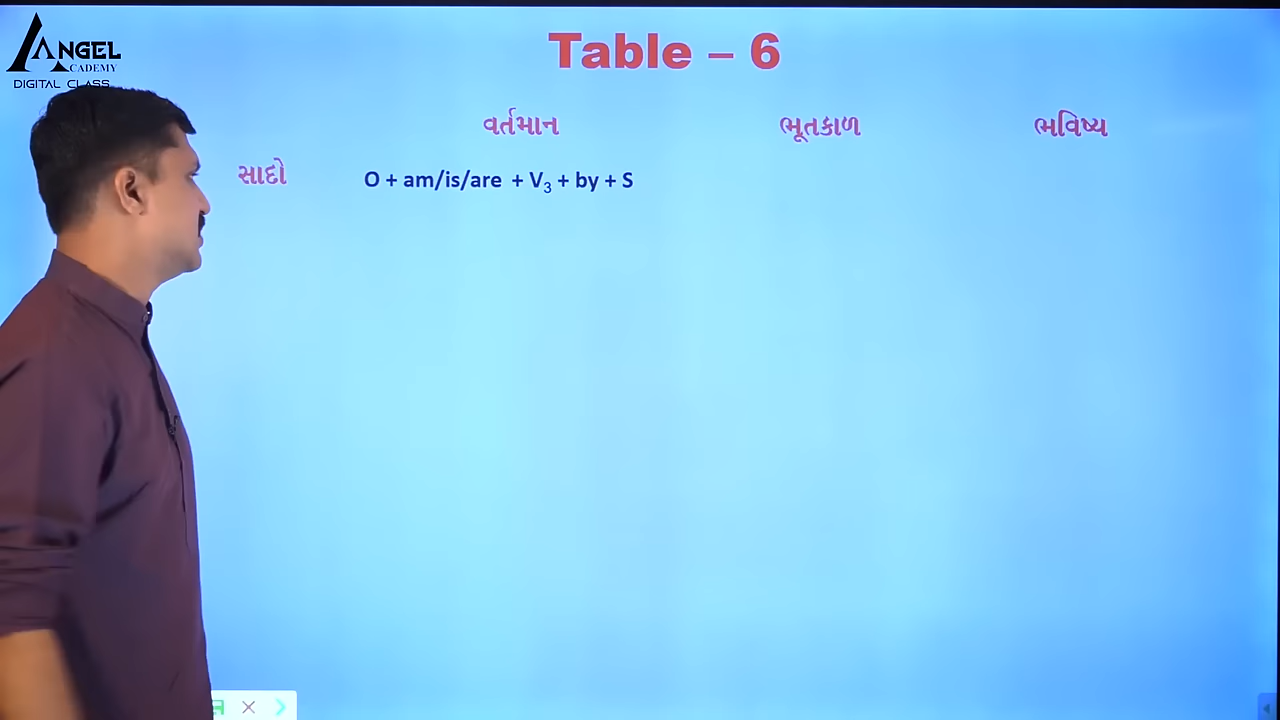 ANGEL
ACADEMY
DIGITAL CLASS
Table – 6
વર્તમાન ભૂતકાળ ભવિષ્ય
સાદો O + am/is/are + V3 + by + S